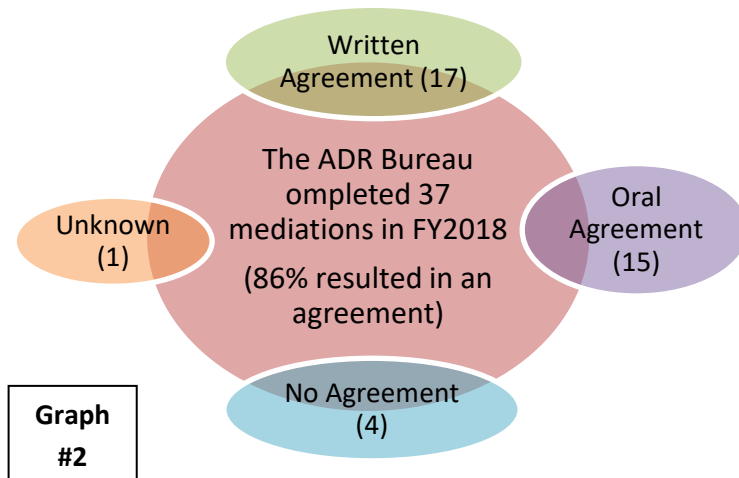 Written
Agreement (17)
The ADR Bureau
ompleted 37
mediations in FY2018
(86% resulted in an
agreement)
Unknown
(1)
Oral
Agreement
(15)
No Agreement
(4)
Graph
#2